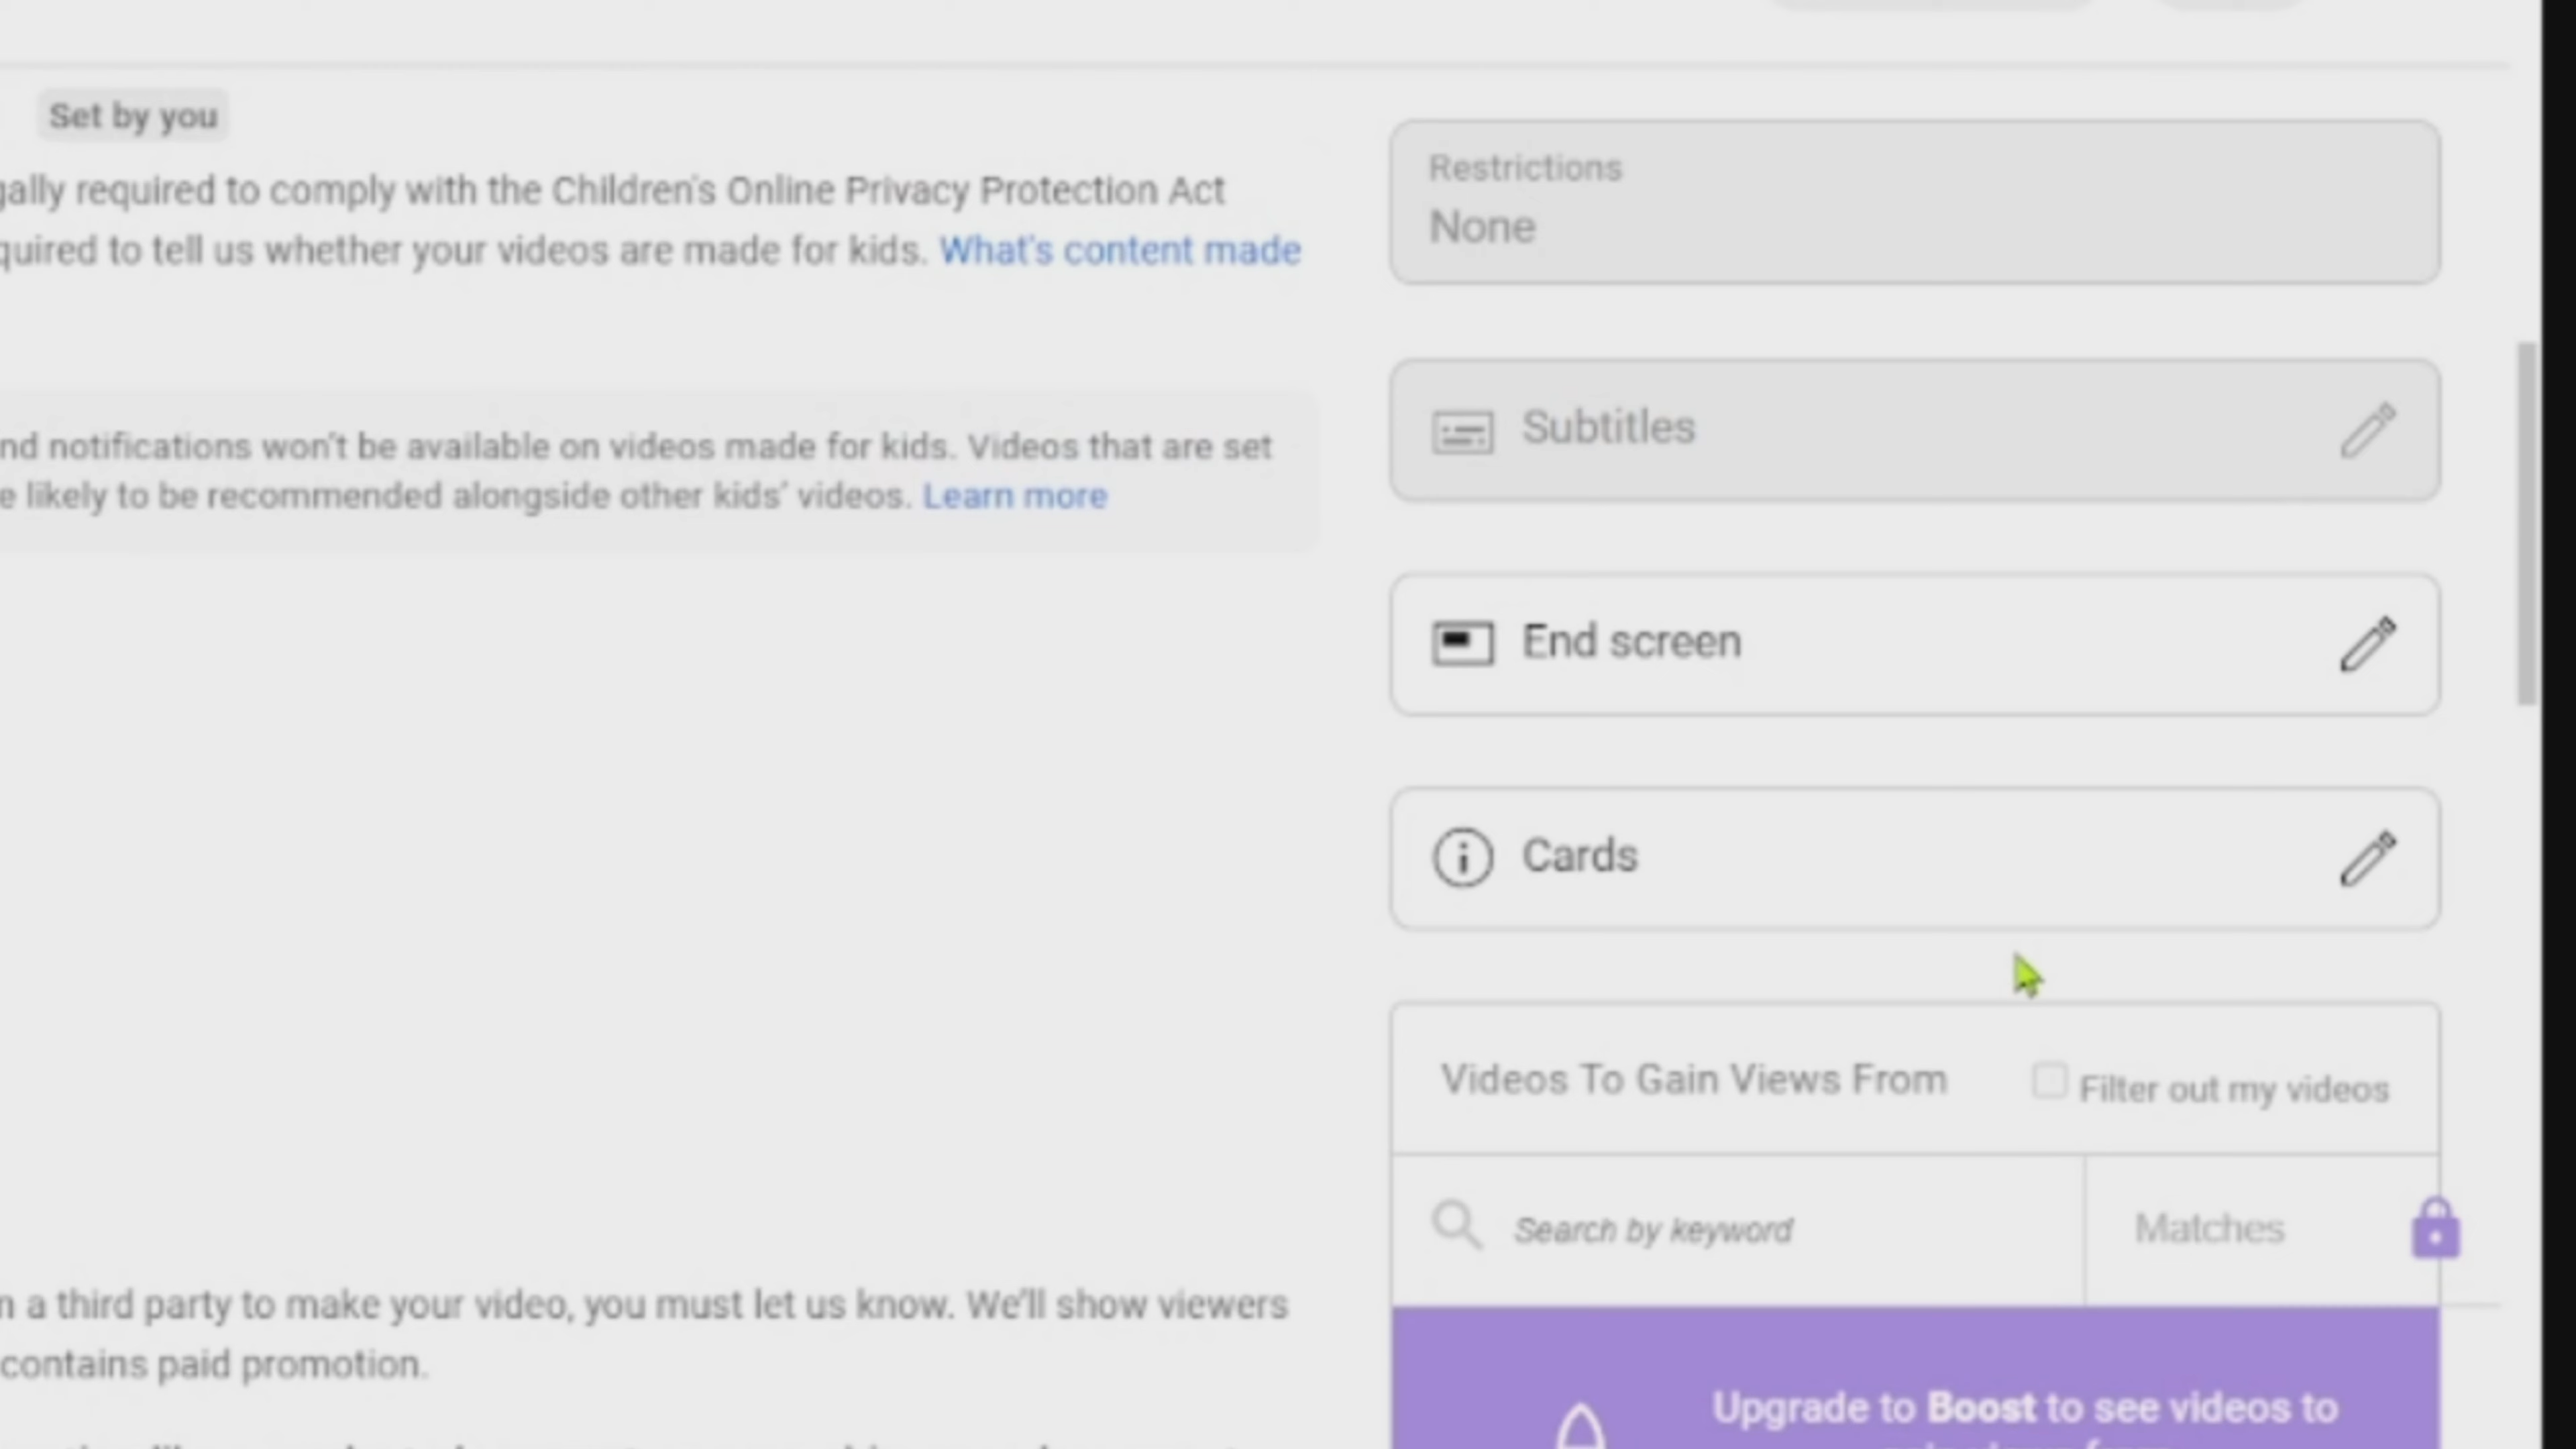 Set by you
gally required to comply with the Children's Online Privacy Protection Act
quired to tell us whether your videos are made for kids. What's content made
nd notifications won't be available on videos made for kids. Videos that are set
e likely to be recommended alongside other kids' videos. Learn more
n a third party to make your video, you must let us know. We'll show viewers
contains paid promotion.
Restrictions
None
Subtitles
End screen
Cards
Videos To Gain Views From
Filter out my videos
Search by keyword
Matches
Upgrade to Boost to see videos to